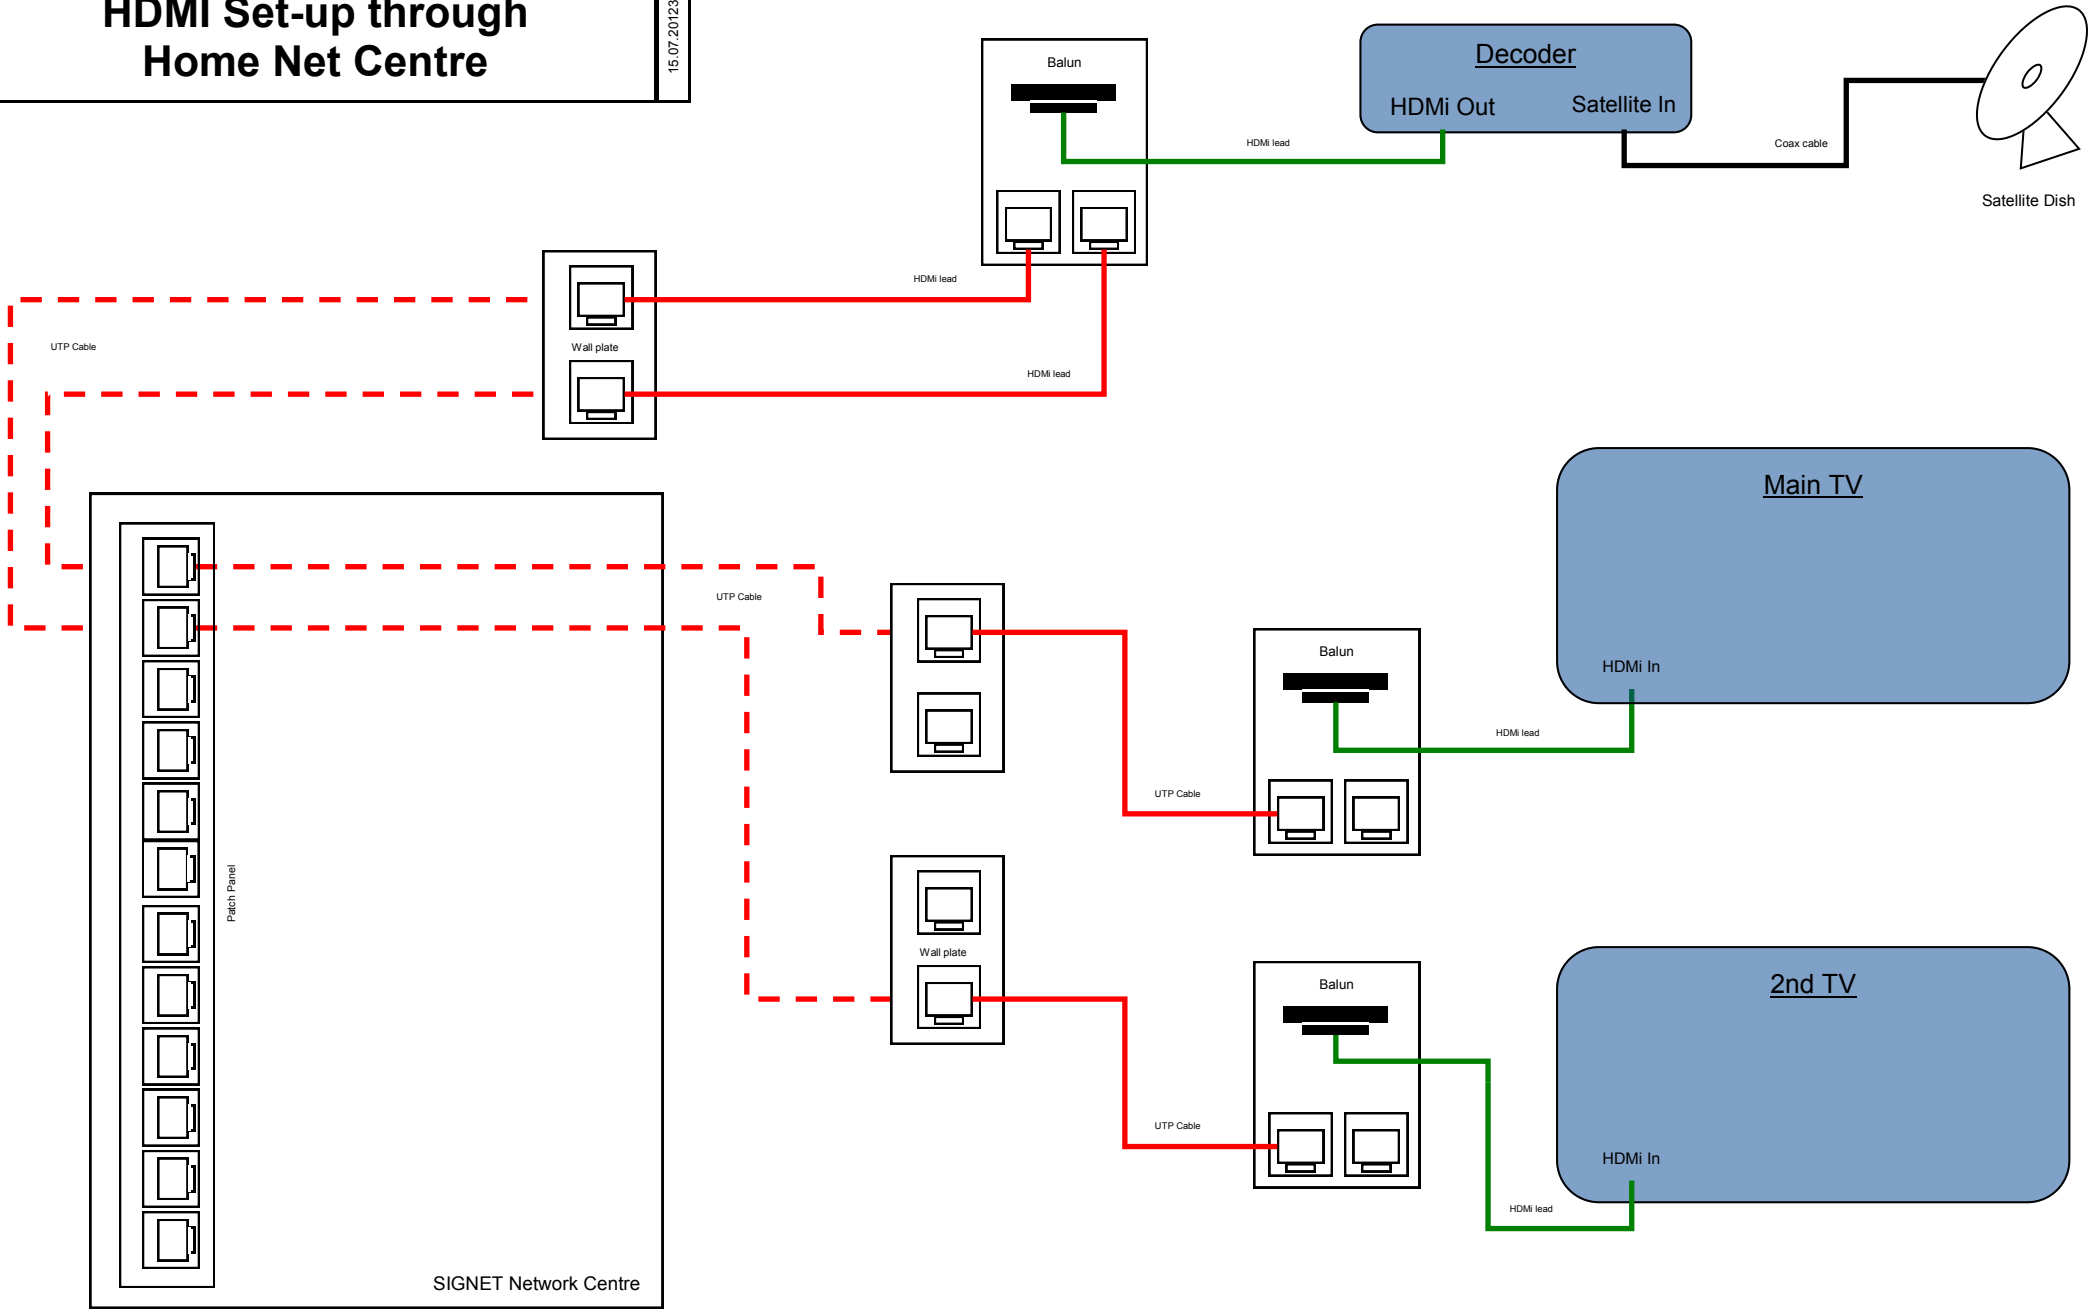 HDMI Set-up through
Home Net Centre
15.07.20123
Balun
Decoder
HDMi Out
Satellite In
HDMi lead
Coax cable
Satellite Dish
HDMi lead
UTP Cable
Wall plate
HDMi lead
Main TV
UTP Cable
Balun
HDMi In
HDMi lead
UTP Cable
Patch Panel
Wall plate
Balun
2nd TV
UTP Cable
HDMi In
HDMi lead
SIGNET Network Centre